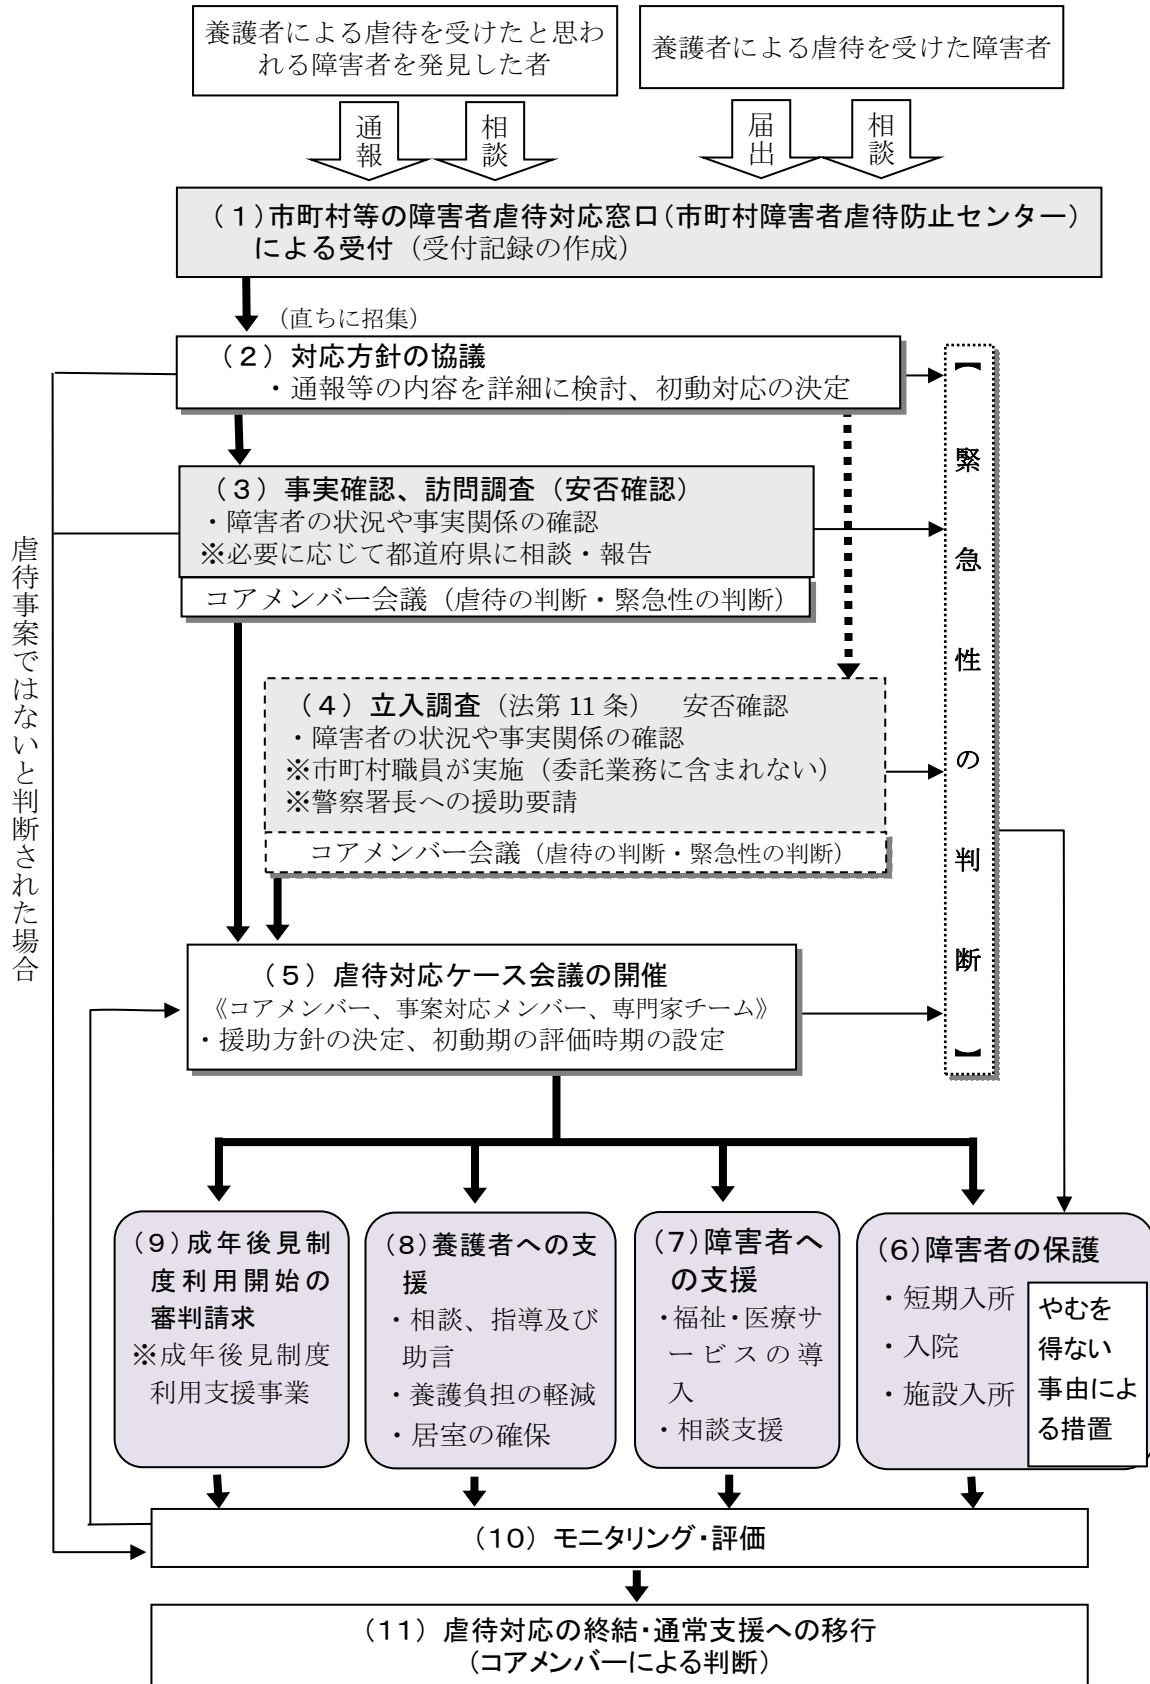 養護者による虐待を受けたと思わ
れる障害者を発見した者
養護者による虐待を受けた障害者
通報
相談
届出
相談
(1)市町村等の障害者虐待対応窓口(市町村障害者虐待防止センター)
による受付（受付記録の作成）
（直ちに招集）
(2) 対応方針の協議
・通報等の内容を詳細に検討、初動対応の決定
(3) 事実確認、訪問調査（安否確認）
・障害者の状況や事実関係の確認
※必要に応じて都道府県に相談・報告
コアメンバー会議（虐待の判断・緊急性の判断）
(4) 立入調査（法第 11 条）　安否確認
・障害者の状況や事実関係の確認
※市町村職員が実施（委託業務に含まれない）
※警察署長への援助要請
コアメンバー会議（虐待の判断・緊急性の判断）
【緊急性の判断】
虐待事案ではないと判断された場合
(5) 虐待対応ケース会議の開催
《コアメンバー、事案対応メンバー、専門家チーム》
・援助方針の決定、初動期の評価時期の設定
(9)成年後見制
度利用開始の
審判請求
※成年後見制度
利用支援事業
(8)養護者への支
援
・相談、指導及び
助言
・養護負担の軽減
・居室の確保
(7)障害者へ
の支援
・福祉・医療サ
ービスの導
入
・相談支援
(6)障害者の保護
・短期入所
・入院
・施設入所
やむを
得ない
事由によ
る措置
(10) モニタリング・評価
(11) 虐待対応の終結・通常支援への移行
(コアメンバーによる判断)